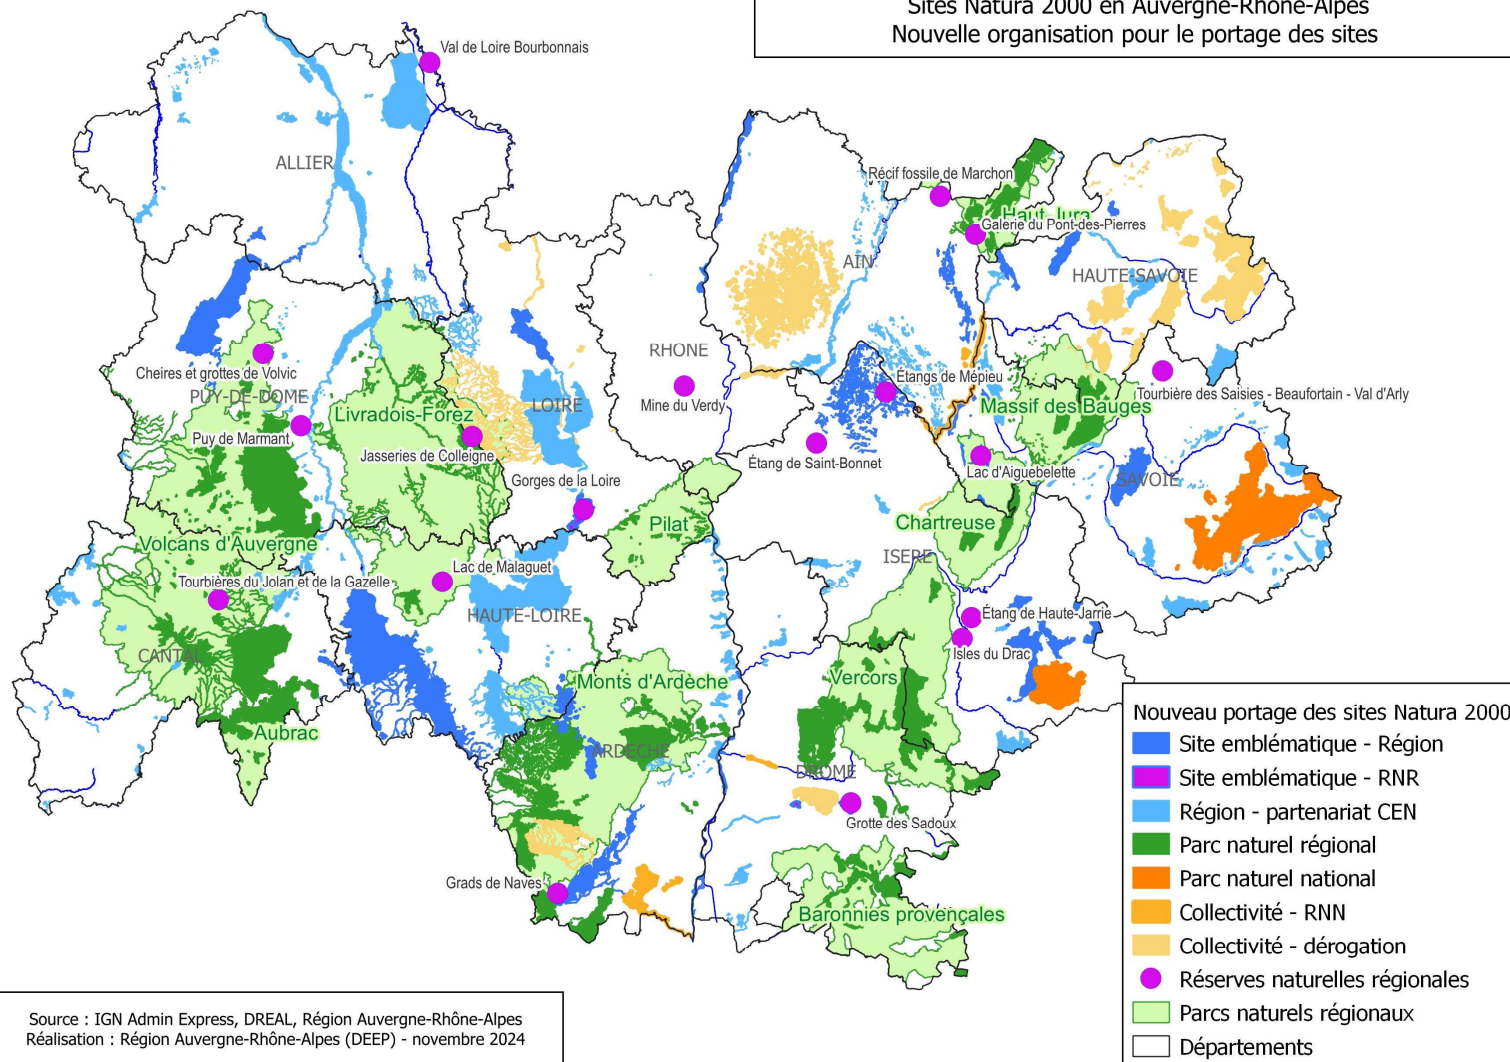 Sites Natura 2000 en Auvergne-Rhône-Alpes
Nouvelle organisation pour le portage des sites
Val de Loire Bourbonnais
ALLIER
Récif fossile de Marchon
Haut-Jura
Galerie du Pont-des-Pierres
AIN
HAUTE-SAVOIE
RHONE
Cheires et grottes de Volcic
PUY-DE-DOME
Livradois-Forez
LOIRE
Mine du Verdy
Étangs de Mépieu
Massif des Bauges
Tourbière des Saisies - Beaufortain - Val d'Arly
Puy de Marmant
Jasseries de Colleigne
Étang de Saint-Bonnet
Lac d'Aiguebelette
SAVOIE
Gorges de la Loire
Pilat
Chartreuse
Volcans d'Auvergne
ISERE
Lac de Malaguet
Tourbières du Jolan et de la Gazelle
HAUTE-LOIRE
Étang de Haute-Jarrie
Isles du Drac
CANTAL
Monts d'Ardèche
Vercors
Aubrac
ARDECHE
DROME
Grotte des Sadoux
Grads de Naves
Baronnies provençales
Nouveau portage des sites Natura 2000
Site emblématique - Région
Site emblématique - RNR
Région - partenariat CEN
Parc naturel régional
Parc naturel national
Collectivité - RNN
Collectivité - dérogation
Réserves naturelles régionales
Parcs naturels régionaux
Départements
Source : IGN Admin Express, DREAL, Région Auvergne-Rhône-Alpes
Réalisation : Région Auvergne-Rhône-Alpes (DEEP) - novembre 2024